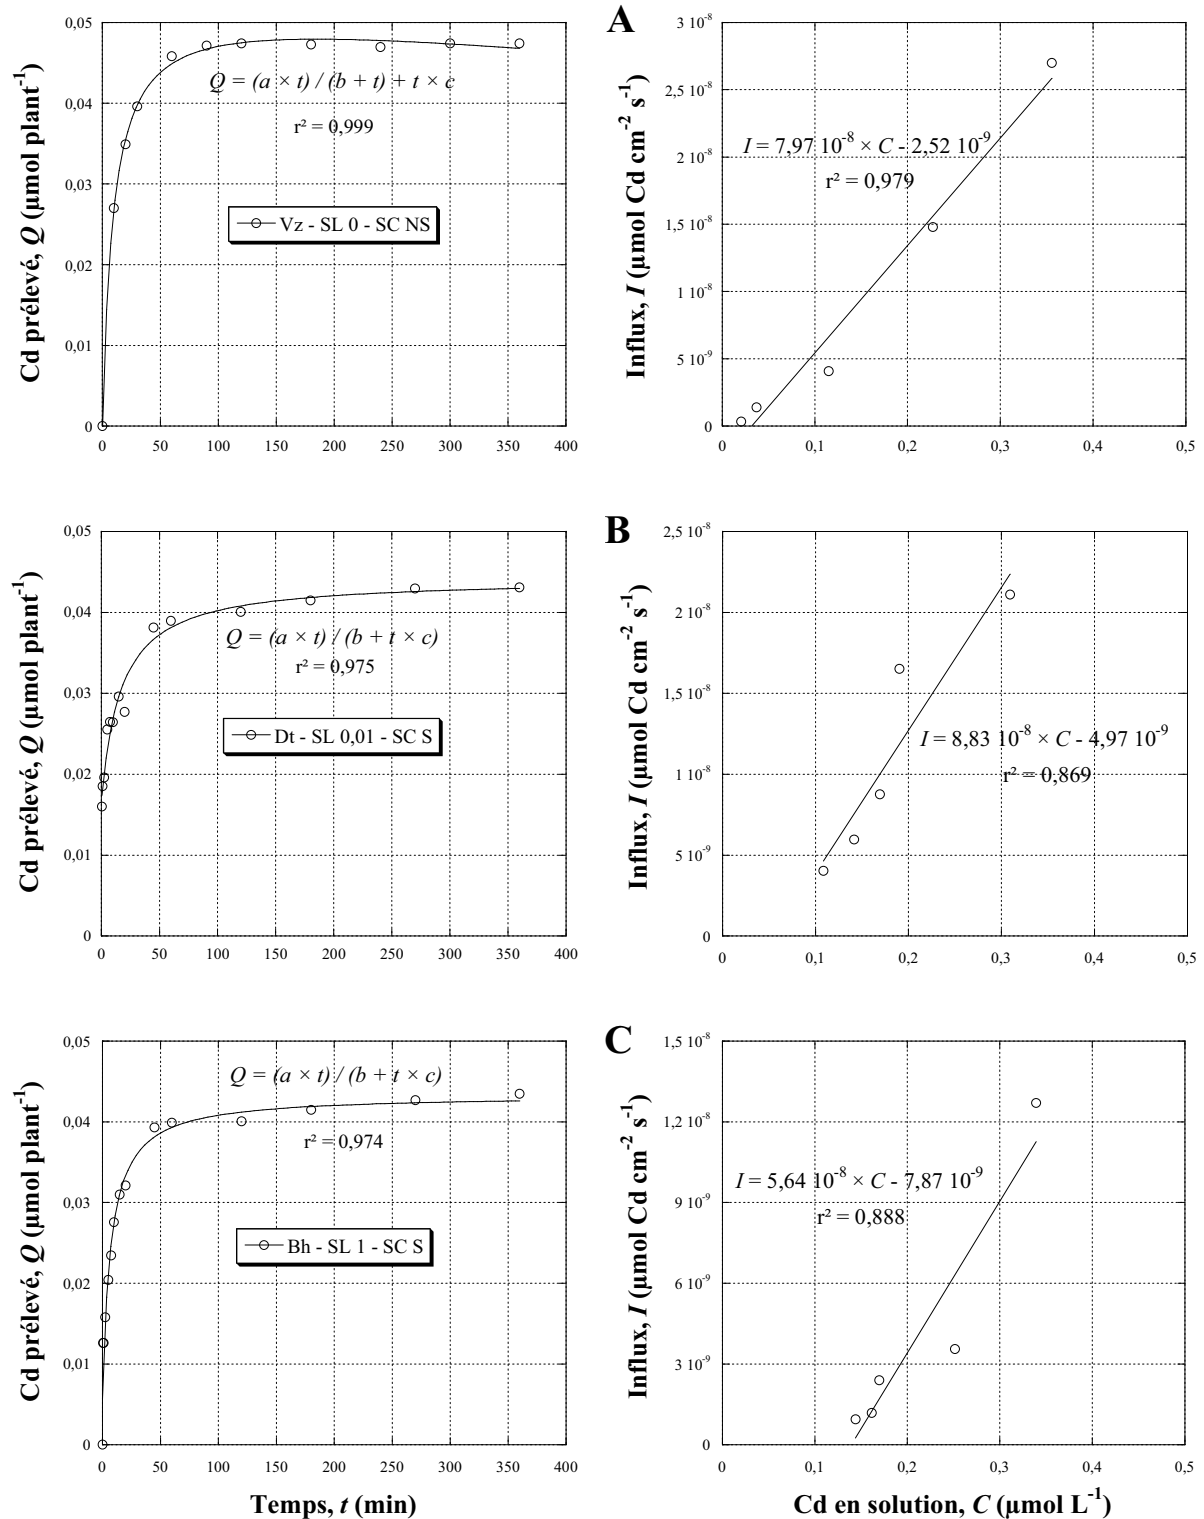 A
Cd prélevé, Q (µmol plant⁻¹)
0,05
0,04
0,03
0,02
0,01
0
Q = (a × t) / (b + t) + t × c
r² = 0,999
Vz - SL 0 - SC NS
0 50 100 150 200 250 300 350 400
Influx, I (µmol Cd cm⁻² s⁻¹)
3 10⁻⁸
2,5 10⁻⁸
2 10⁻⁸
1,5 10⁻⁸
1 10⁻⁸
5 10⁻⁹
0
I = 7,97 10⁻⁸ × C - 2,52 10⁻⁹
r² = 0,979
0 0,1 0,2 0,3 0,4 0,5
B
Cd prélevé, Q (µmol plant⁻¹)
0,05
0,04
0,03
0,02
0,01
0
Q = (a × t) / (b + t × c)
r² = 0,975
Dt - SL 0,01 - SC S
0 50 100 150 200 250 300 350 400
Influx, I (µmol Cd cm⁻² s⁻¹)
2,5 10⁻⁸
2 10⁻⁸
1,5 10⁻⁸
1 10⁻⁸
5 10⁻⁹
0
I = 8,83 10⁻⁸ × C - 4,97 10⁻⁹
r² = 0,869
0 0,1 0,2 0,3 0,4 0,5
C
Cd prélevé, Q (µmol plant⁻¹)
0,05
0,04
0,03
0,02
0,01
0
Q = (a × t) / (b + t × c)
r² = 0,974
Bh - SL 1 - SC S
0 50 100 150 200 250 300 350 400
Temps, t (min)
Influx, I (µmol Cd cm⁻² s⁻¹)
1,5 10⁻⁸
1,2 10⁻⁸
9 10⁻⁹
6 10⁻⁹
3 10⁻⁹
0
I = 5,64 10⁻⁸ × C - 7,87 10⁻⁹
r² = 0,888
0 0,1 0,2 0,3 0,4 0,5
Cd en solution, C (µmol L⁻¹)